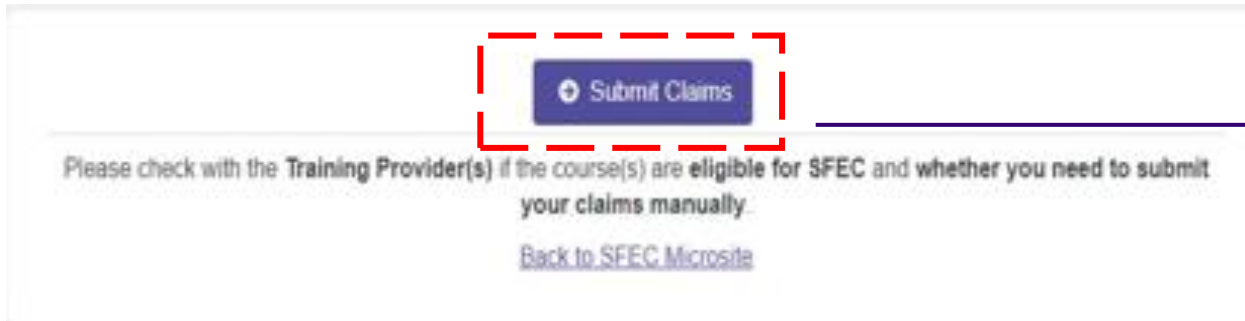 Submit Claims
Please check with the Training Provider(s) if the course(s) are eligible for SFEC and whether you need to submit
your claims manually.
Back to SFEC Microsite